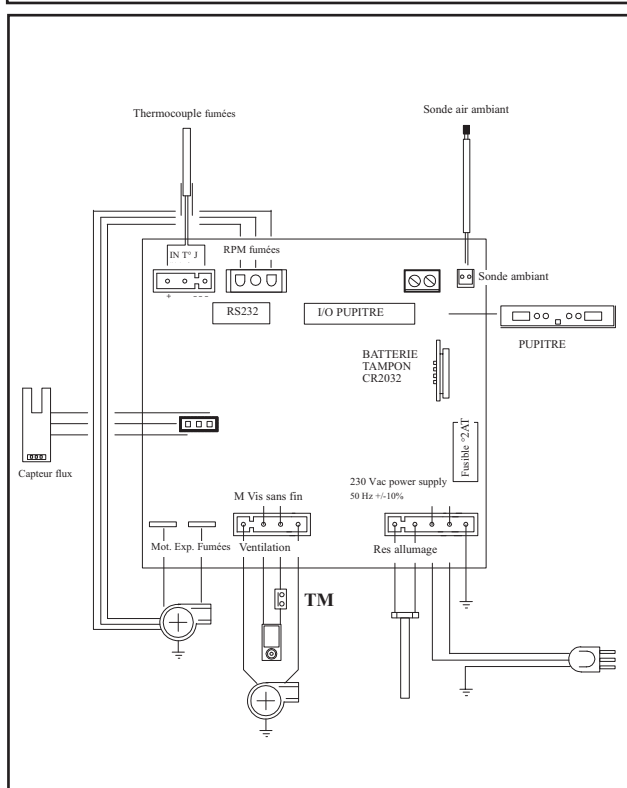 Thermocouple fumées
Sonde air ambiant
IN T° J
RPM fumées
+
---
Sonde ambiant
RS232
I/O PUPITRE
PUPITRE
BATTERIE
TAMPON
CR2032
Capteur flux
Fusible °2AT
M Vis sans fin
230 Vac power supply
50 Hz +/-10%
Mot. Exp. Fumées
Ventilation
Res allumage
TM